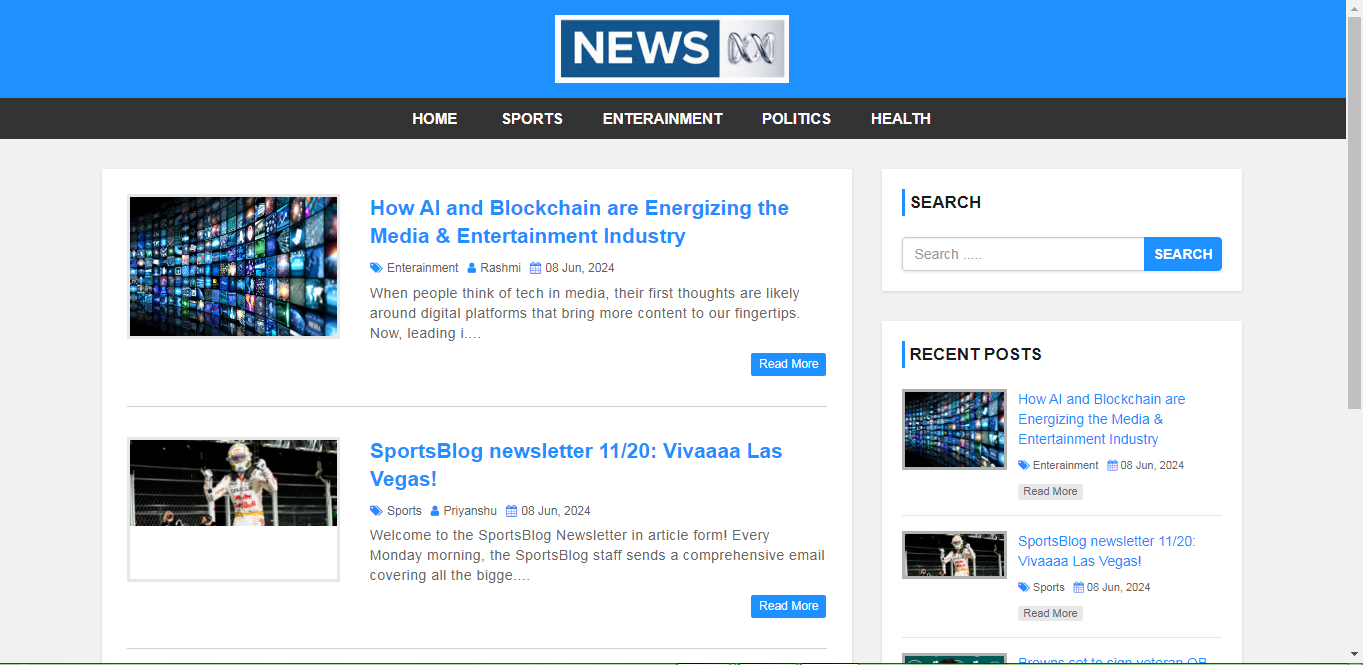 NEWS
HOME SPORTS ENTERAINMENT POLITICS HEALTH
How AI and Blockchain are Energizing the
Media & Entertainment Industry
Enterainment Rashmi 08 Jun, 2024
When people think of tech in media, their first thoughts are likely
around digital platforms that bring more content to our fingertips.
Now, leading i....
Read More
SportsBlog newsletter 11/20: Vivaaaa Las
Vegas!
Sports Priyanshu 08 Jun, 2024
Welcome to the SportsBlog Newsletter in article form! Every
Monday morning, the SportsBlog staff sends a comprehensive email
covering all the bigge....
Read More
SEARCH
Search ..... SEARCH
RECENT POSTS
How AI and Blockchain are
Energizing the Media &
Entertainment Industry
Enterainment 08 Jun, 2024
Read More
SportsBlog newsletter 11/20:
Vivaaaa Las Vegas!
Sports 08 Jun, 2024
Read More
Browns set to sign veteran QB